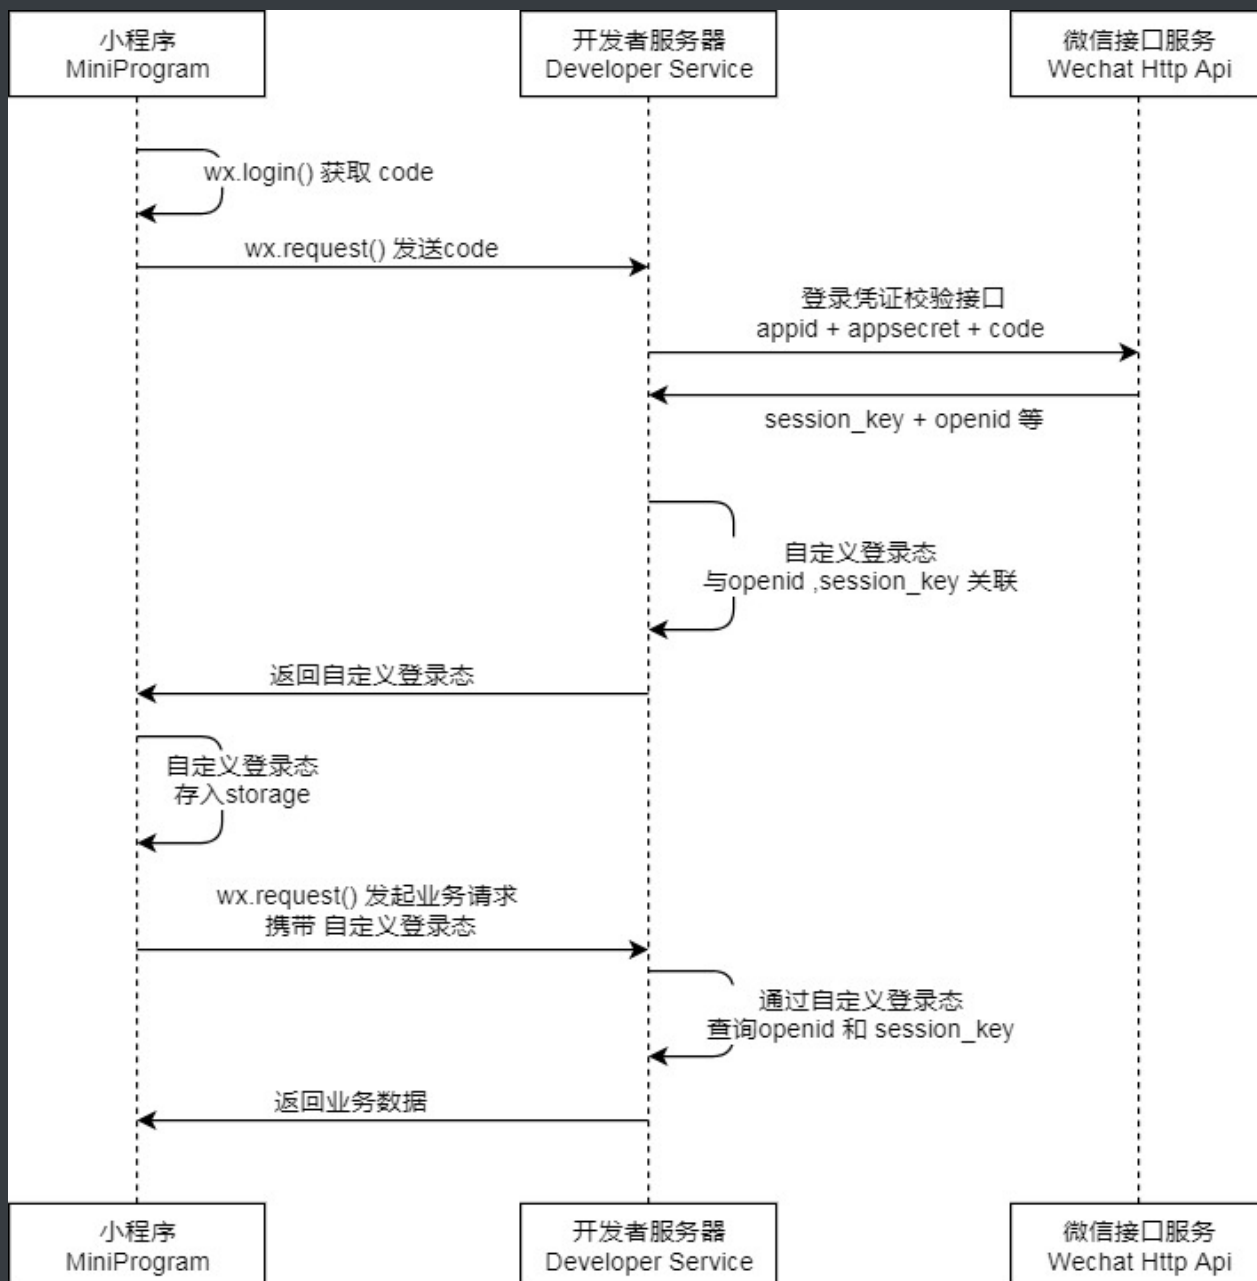 小程序
MiniProgram
开发者服务器
Developer Service
微信接口服务
Wechat Http Api
wx.login() 获取 code
wx.request() 发送code
登录凭证校验接口
appid + appsecret + code
session_key + openid 等
自定义登录态
与openid ,session_key 关联
返回自定义登录态
自定义登录态
存入storage
wx.request() 发起业务请求
携带 自定义登录态
通过自定义登录态
查询openid 和 session_key
返回业务数据
小程序
MiniProgram
开发者服务器
Developer Service
微信接口服务
Wechat Http Api